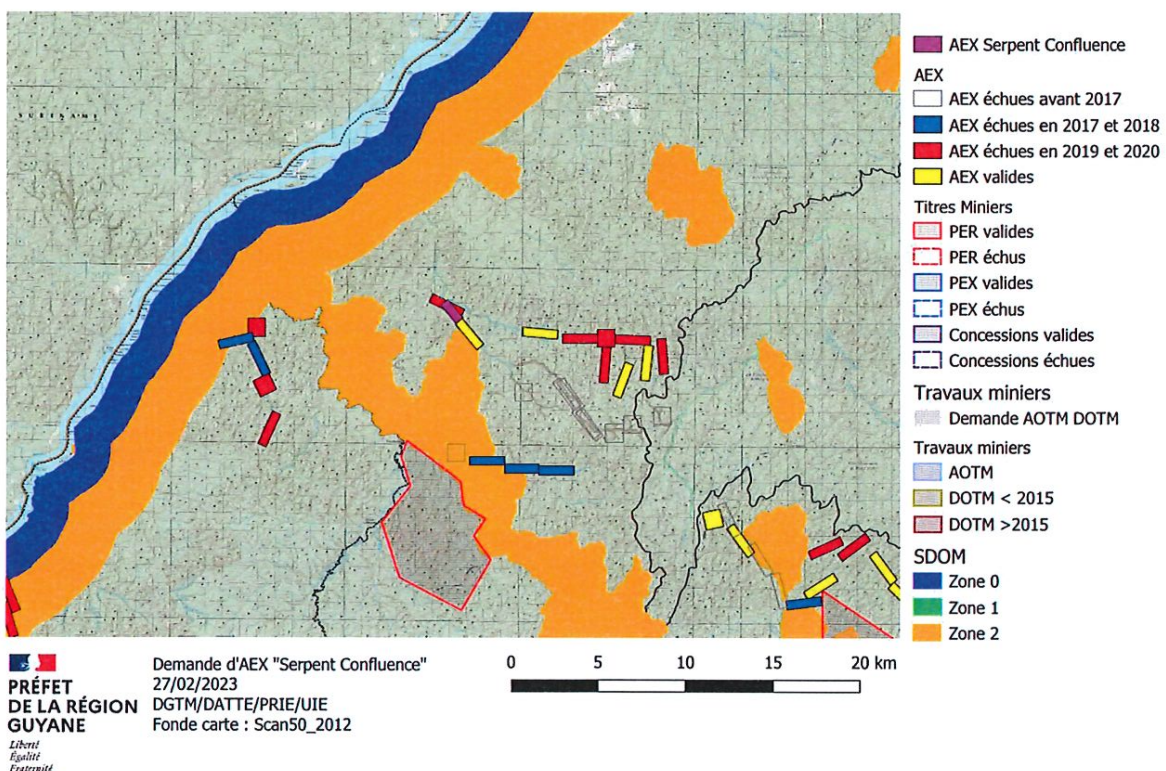 SURINAME
AEX Serpent Confluence
AEX
AEX échues avant 2017
AEX échues en 2017 et 2018
AEX échues en 2019 et 2020
AEX valides
Titres Miniers
PER valides
PER échus
PEX valides
PEX échus
Concessions valides
Concessions échues
Travaux miniers
Demande AOTM DOTM
Travaux miniers
AOTM
DOTM < 2015
DOTM >2015
SDOM
Zone 0
Zone 1
Zone 2
PRÉFET
DE LA RÉGION
GUYANE
Liberté
Égalité
Fraternité
Demande d'AEX "Serpent Confluence"
27/02/2023
DGTM/DATTE/PRIE/UIE
Fonde carte : Scan50_2012
0 5 10 15 20 km